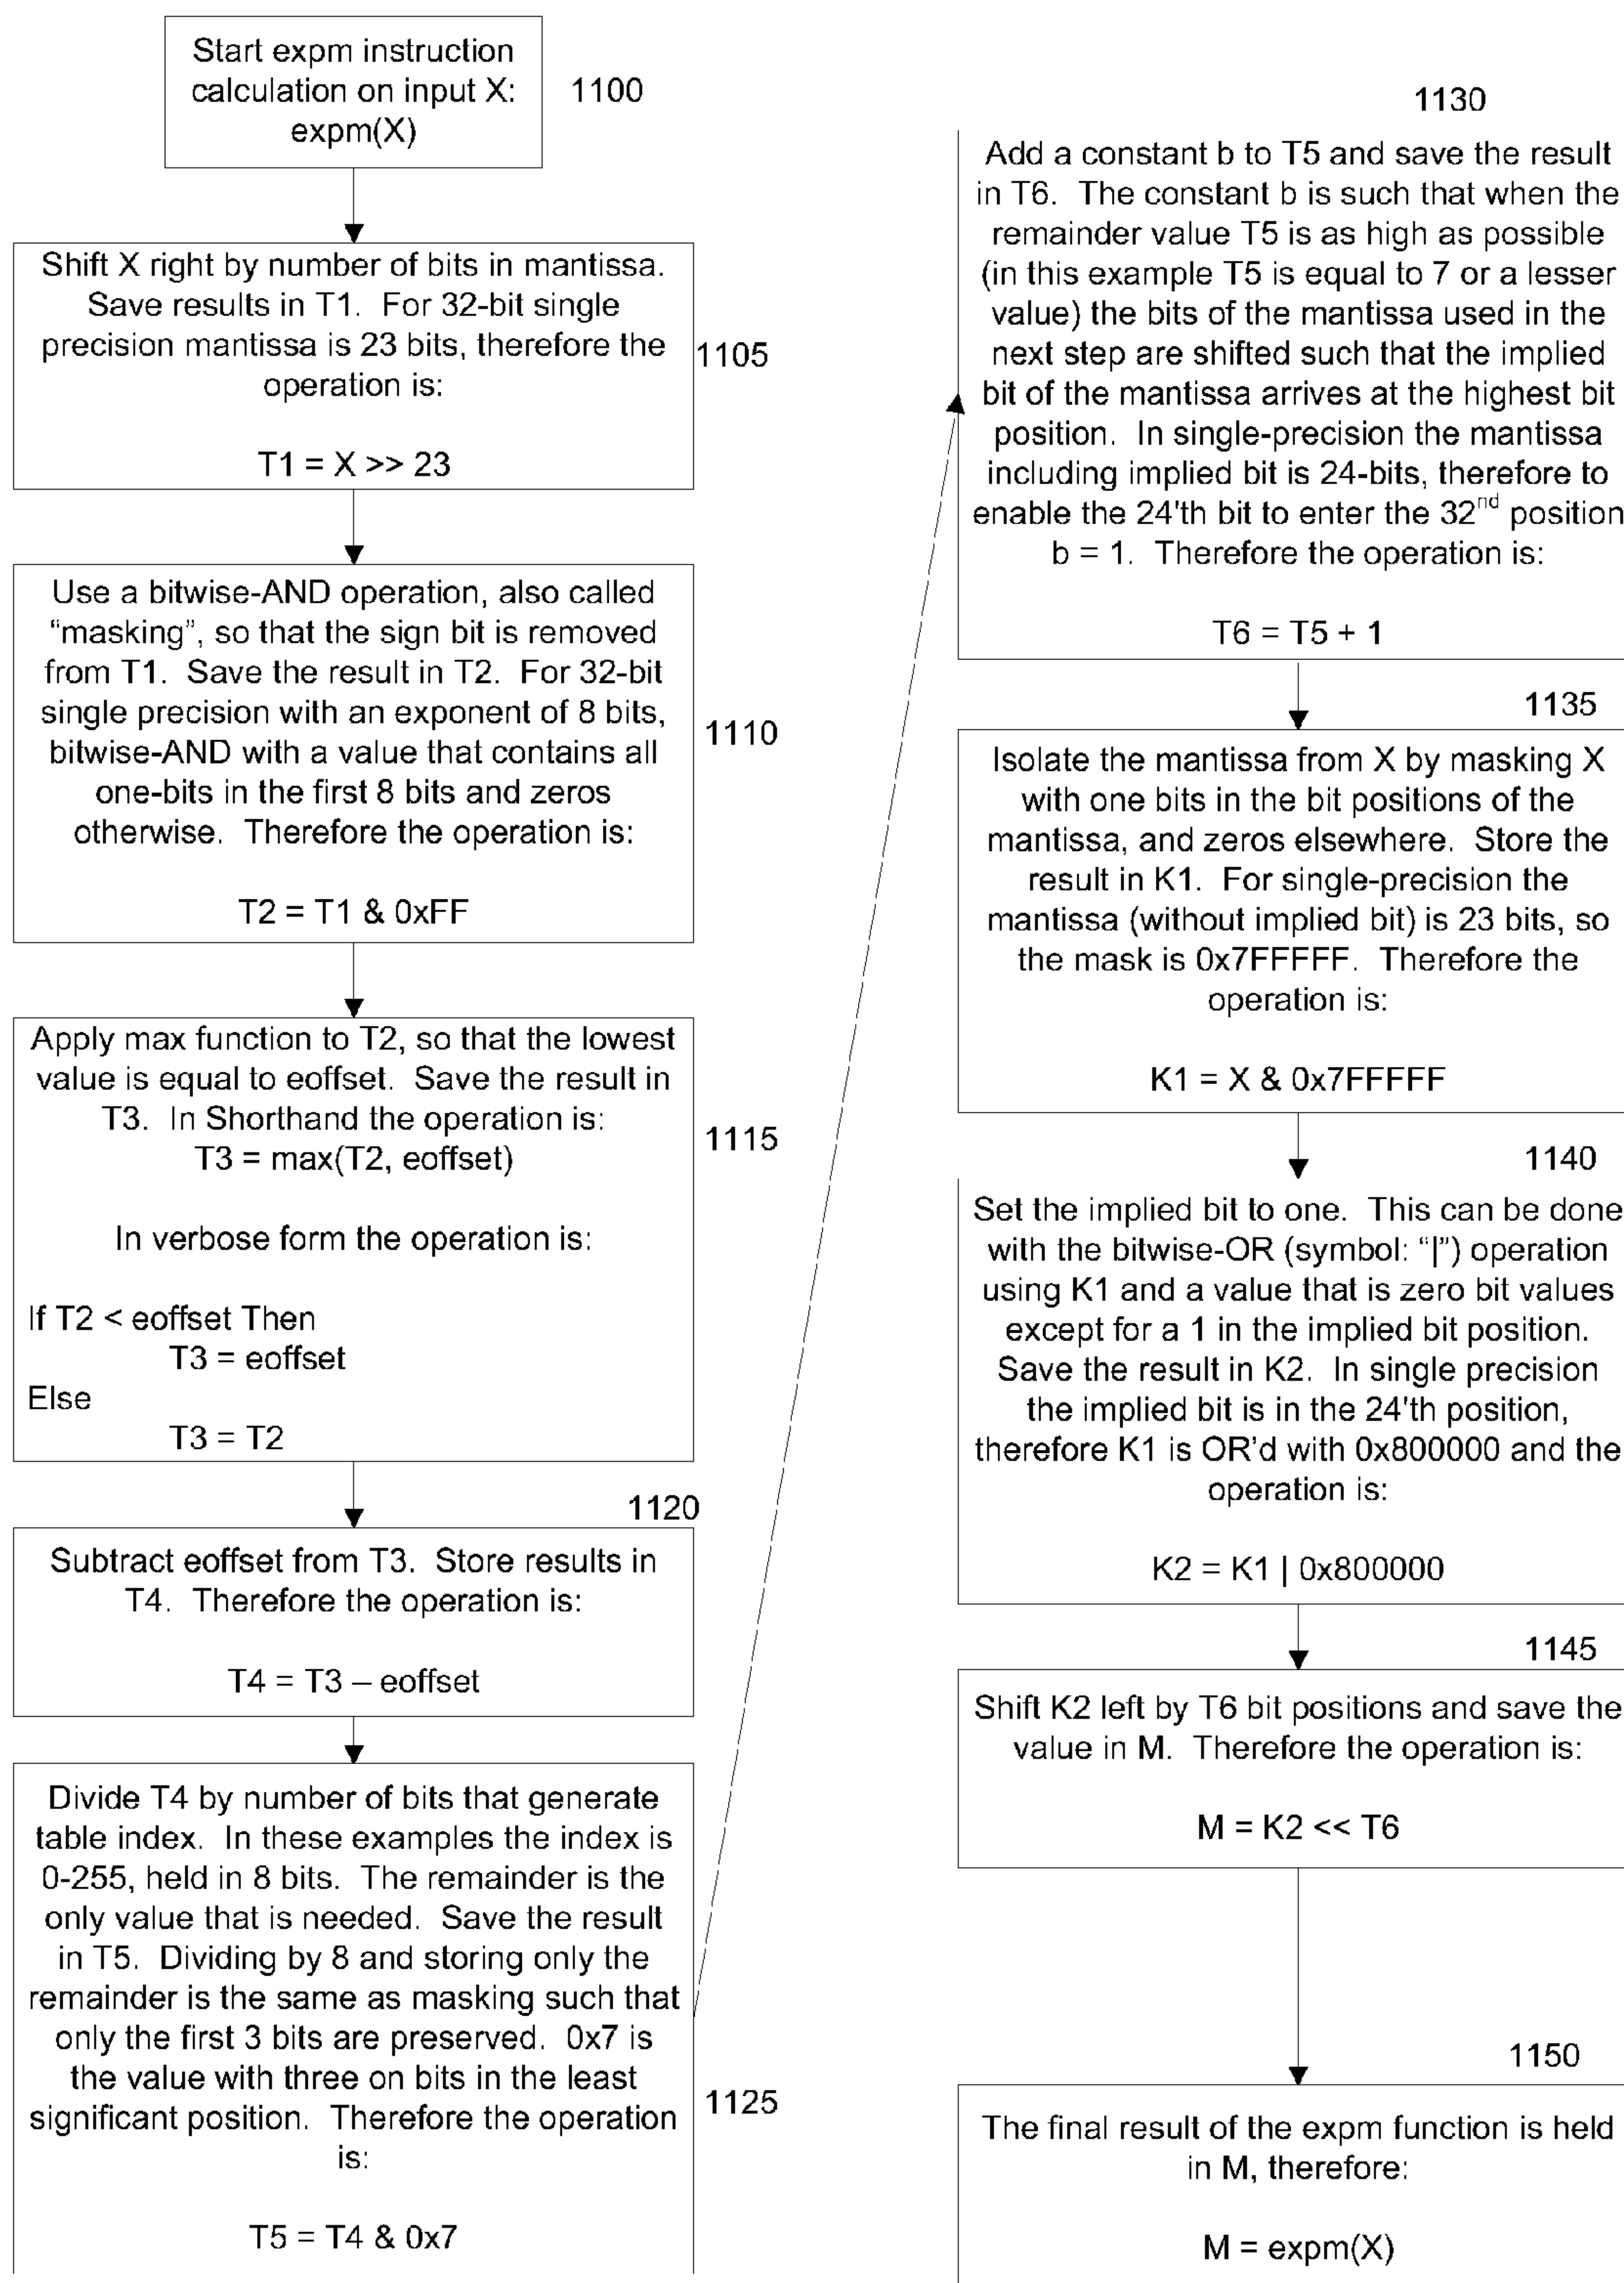 Start expm instruction
calculation on input X:
expm(X)
1100
Shift X right by number of bits in mantissa.
Save results in T1. For 32-bit single
precision mantissa is 23 bits, therefore the
operation is:
T1 = X >> 23
1105
Use a bitwise-AND operation, also called
“masking”, so that the sign bit is removed
from T1. Save the result in T2. For 32-bit
single precision with an exponent of 8 bits,
bitwise-AND with a value that contains all
one-bits in the first 8 bits and zeros
otherwise. Therefore the operation is:
T2 = T1 & 0xFF
1110
Apply max function to T2, so that the lowest
value is equal to eoffset. Save the result in
T3. In Shorthand the operation is:
T3 = max(T2, eoffset)
In verbose form the operation is:
If T2 < eoffset Then
T3 = eoffset
Else
T3 = T2
1115
1120
Subtract eoffset from T3. Store results in
T4. Therefore the operation is:
T4 = T3 – eoffset
Divide T4 by number of bits that generate
table index. In these examples the index is
0-255, held in 8 bits. The remainder is the
only value that is needed. Save the result
in T5. Dividing by 8 and storing only the
remainder is the same as masking such that
only the first 3 bits are preserved. 0x7 is
the value with three on bits in the least
significant position. Therefore the operation
is:
T5 = T4 & 0x7
1125
1130
Add a constant b to T5 and save the result
in T6. The constant b is such that when the
remainder value T5 is as high as possible
(in this example T5 is equal to 7 or a lesser
value) the bits of the mantissa used in the
next step are shifted such that the implied
bit of the mantissa arrives at the highest bit
position. In single-precision the mantissa
including implied bit is 24-bits, therefore to
enable the 24'th bit to enter the 32nd position
b = 1. Therefore the operation is:
T6 = T5 + 1
1135
Isolate the mantissa from X by masking X
with one bits in the bit positions of the
mantissa, and zeros elsewhere. Store the
result in K1. For single-precision the
mantissa (without implied bit) is 23 bits, so
the mask is 0x7FFFFF. Therefore the
operation is:
K1 = X & 0x7FFFFF
1140
Set the implied bit to one. This can be done
with the bitwise-OR (symbol: “|”) operation
using K1 and a value that is zero bit values
except for a 1 in the implied bit position.
Save the result in K2. In single precision
the implied bit is in the 24'th position,
therefore K1 is OR'd with 0x800000 and the
operation is:
K2 = K1 | 0x800000
1145
Shift K2 left by T6 bit positions and save the
value in M. Therefore the operation is:
M = K2 << T6
1150
The final result of the expm function is held
in M, therefore:
M = expm(X)